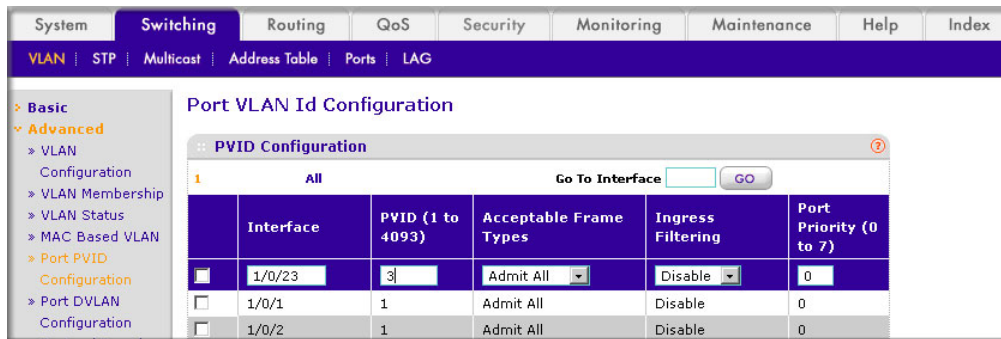 System Switching Routing QoS Security Monitoring Maintenance Help Index
VLAN STP Multicast Address Table Ports LAG
Basic
Advanced
» VLAN
Configuration
» VLAN Membership
» VLAN Status
» MAC Based VLAN
» Port PVID
Configuration
» Port DVLAN
Configuration
Port VLAN Id Configuration
PVID Configuration ?
1 All Go To Interface GO
Interface PVID (1 to 4093) Acceptable Frame Types Ingress Filtering Port Priority (0 to 7)
1/0/23 3 Admit All Disable 0
1/0/1 1 Admit All Disable 0
1/0/2 1 Admit All Disable 0